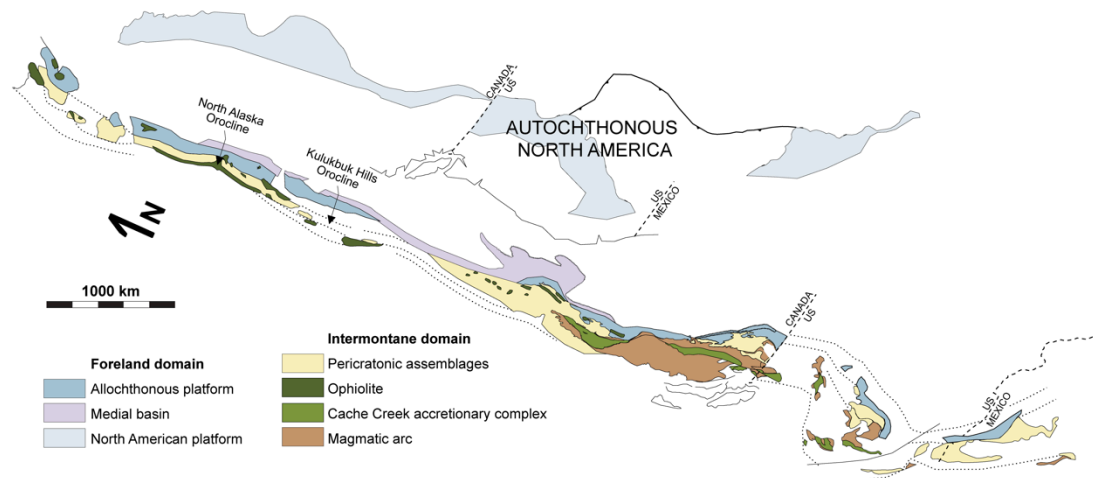 CANADA
US
AUTOCHTHONOUS
NORTH AMERICA
North Alaska
Orocline
Kulukbuk Hills
Orocline
US
MEXICO
N
1000 km
CANADA
US
US
MEXICO
Foreland domain
Allochthonous platform
Medial basin
North American platform
Intermontane domain
Pericratonic assemblages
Ophiolite
Cache Creek accretionary complex
Magmatic arc